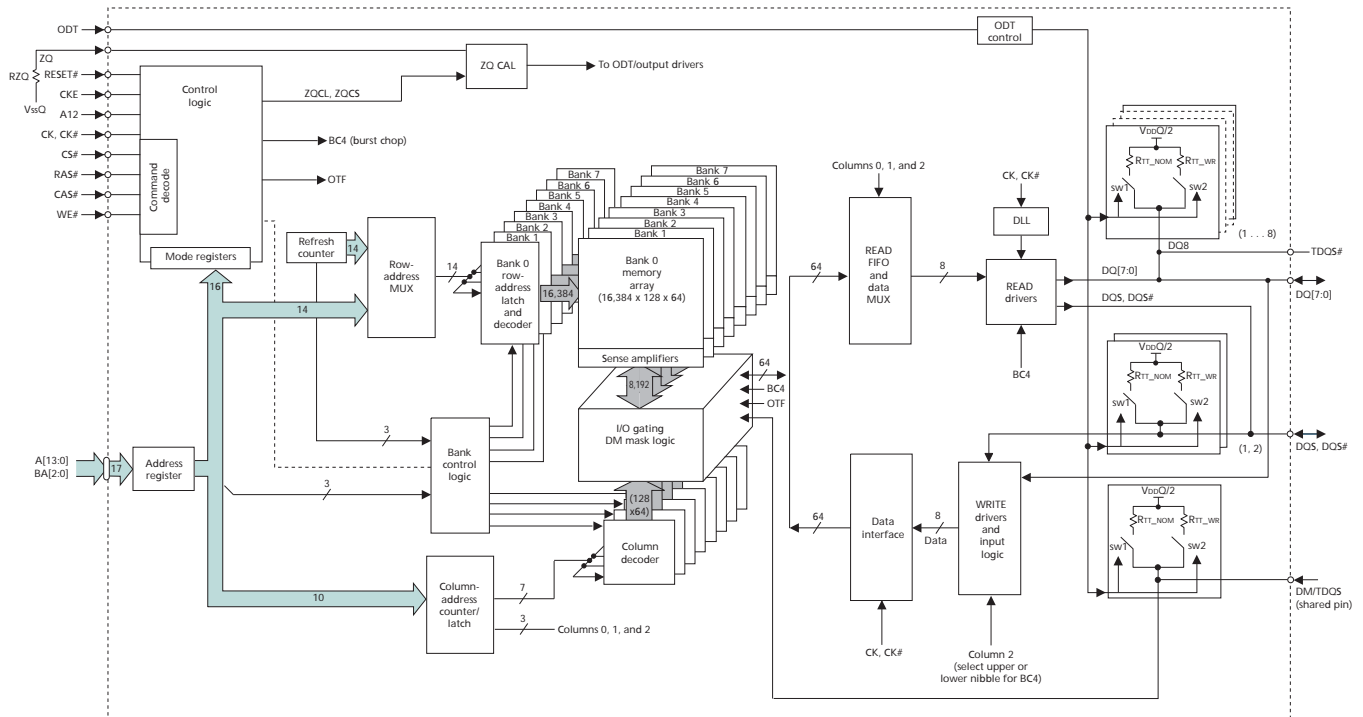 ODT
ODT
control
ZQ
RZQ
VSSQ
RESET#
CKE
A12
CK, CK#
CS#
RAS#
CAS#
WE#
Control
logic
Command
decode
Mode registers
ZQ CAL
To ODT/output drivers
ZQCL, ZQCS
BC4 (burst chop)
OTF
Refresh
counter
14
Row-
address
MUX
14
16
14
Bank 7
Bank 6
Bank 5
Bank 4
Bank 3
Bank 2
Bank 1
Bank 0
row-
address
latch
and
decoder
16,384
Bank 7
Bank 6
Bank 5
Bank 4
Bank 3
Bank 2
Bank 1
Bank 0
memory
array
(16,384 x 128 x 64)
Sense amplifiers
8,192
64
BC4
OTF
I/O gating
DM mask logic
3
3
Bank
control
logic
(128
x64)
Column
decoder
A[13:0]
BA[2:0]
17
Address
register
10
Column-
address
counter/
latch
7
3
Columns 0, 1, and 2
Columns 0, 1, and 2
64
READ
FIFO
and
data
MUX
8
CK, CK#
DLL
READ
drivers
BC4
DQ8
DQ[7:0]
DQS, DQS#
64
Data
interface
8
Data
CK, CK#
WRITE
drivers
and
input
logic
Column 2
(select upper or
lower nibble for BC4)
VDDQ/2
RTT_NOM
RTT_WR
sw1
sw2
(1 . . . 8)
TDQS#
DQ[7:0]
VDDQ/2
RTT_NOM
RTT_WR
sw1
sw2
(1, 2)
DQS, DQS#
VDDQ/2
RTT_NOM
RTT_WR
sw1
sw2
DM/TDQS
(shared pin)